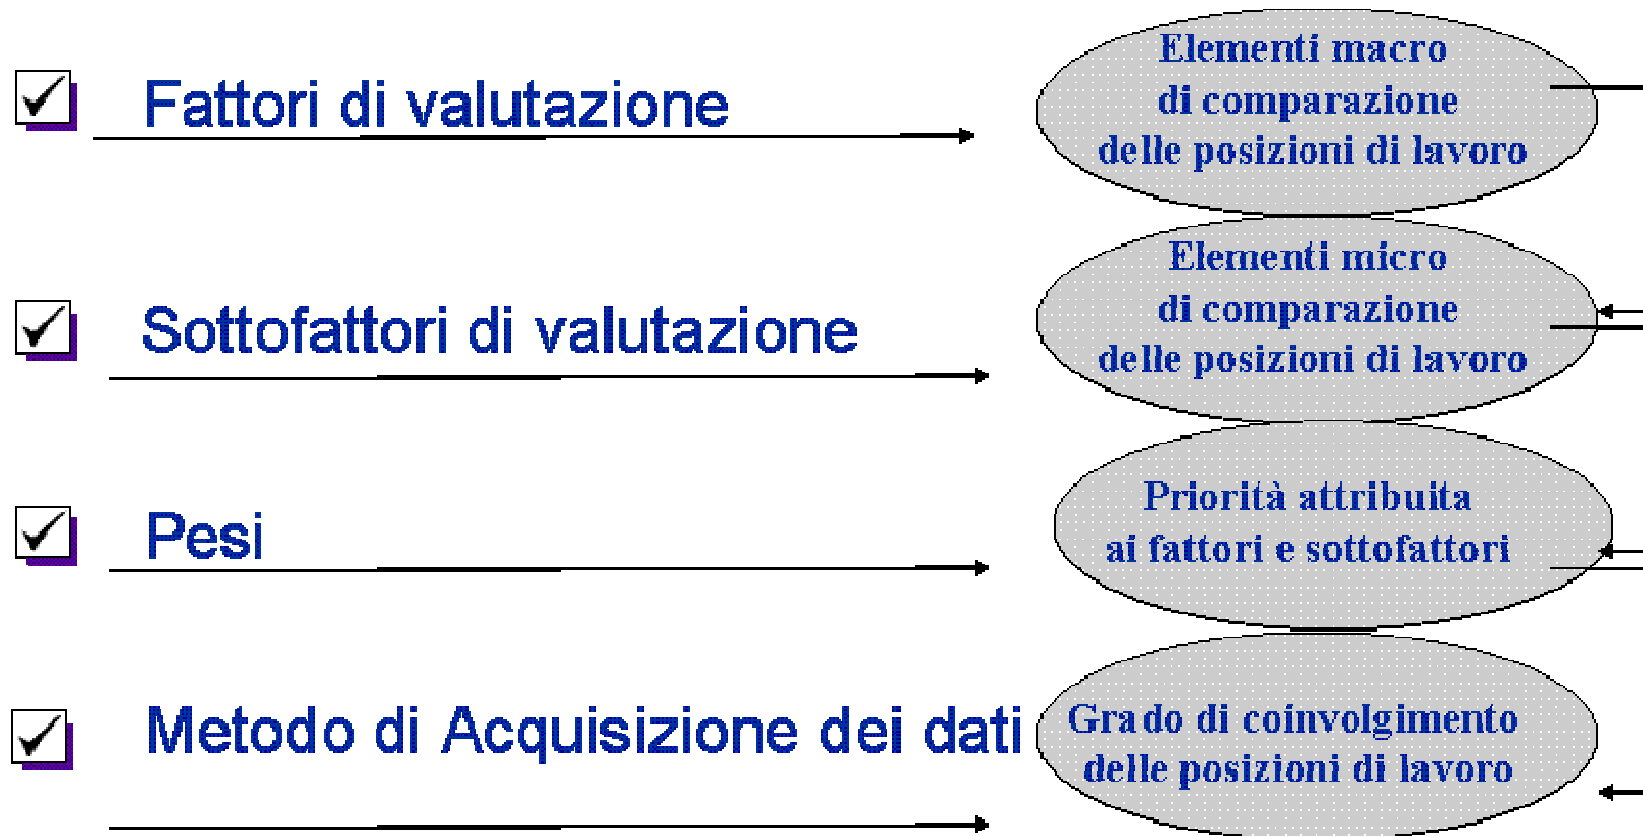 Fattori di valutazione
Elementi macro
di comparazione
delle posizioni di lavoro
Sottofattori di valutazione
Elementi micro
di comparazione
delle posizioni di lavoro
Pesi
Priorità attribuita
ai fattori e sottofattori
Metodo di Acquisizione dei dati
Grado di coinvolgimento
delle posizioni di lavoro